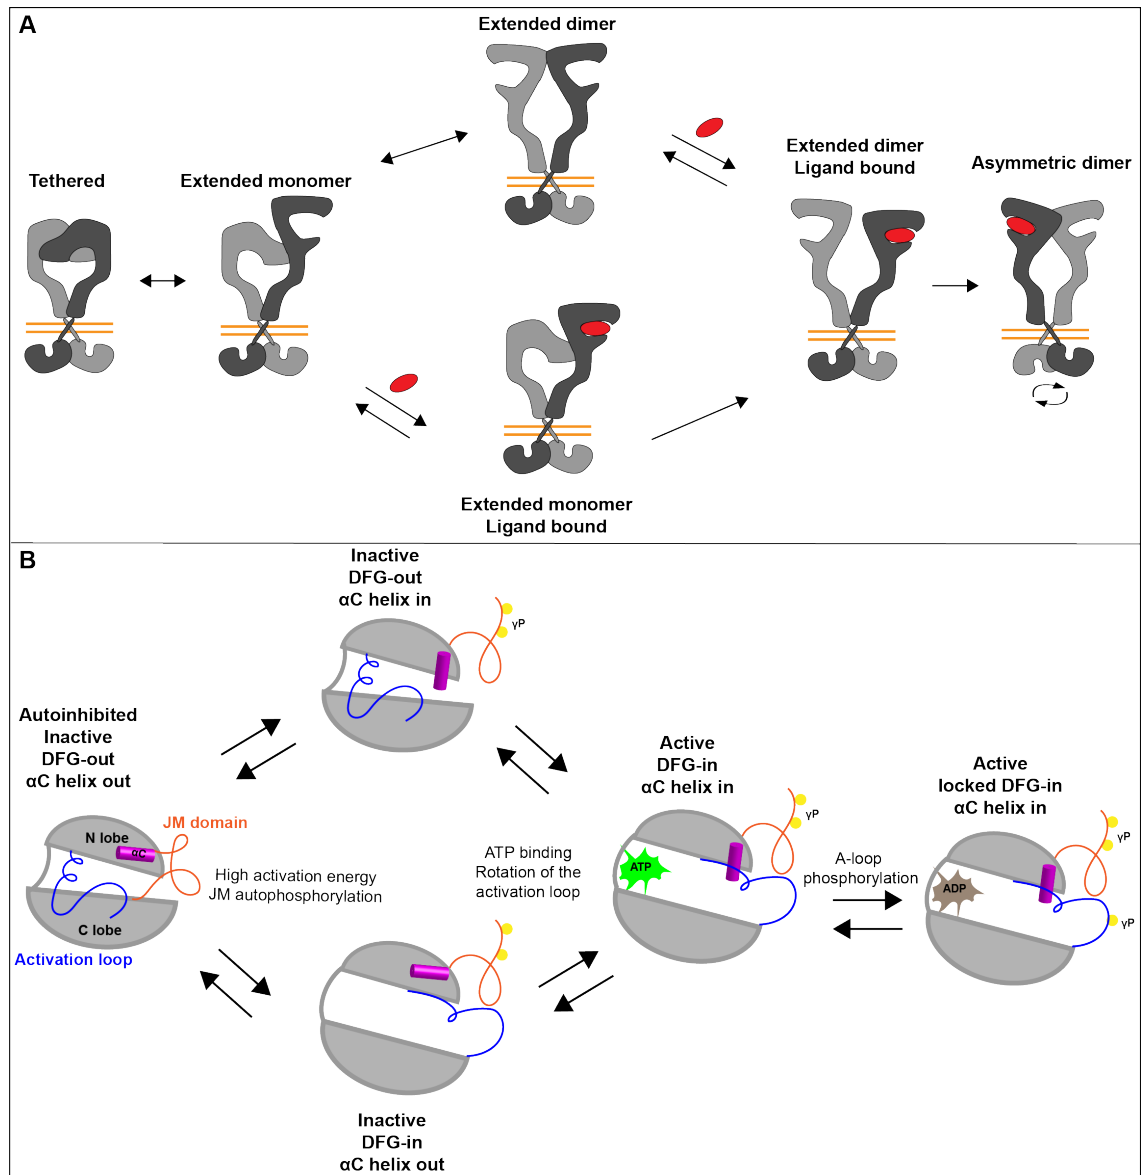 A
Extended dimer
Tethered
Extended monomer
Extended dimer
Ligand bound
Asymmetric dimer
Extended monomer
Ligand bound
B
Inactive
DFG-out
αC helix in
γP
Autoinhibited
Inactive
DFG-out
αC helix out
N lobe
αC
JM domain
C lobe
Activation loop
High activation energy
JM autophosphorylation
Inactive
DFG-in
αC helix out
ATP binding
Rotation of the
activation loop
Active
DFG-in
αC helix in
γP
ATP
A-loop
phosphorylation
Active
locked DFG-in
αC helix in
γP
ADP
γP